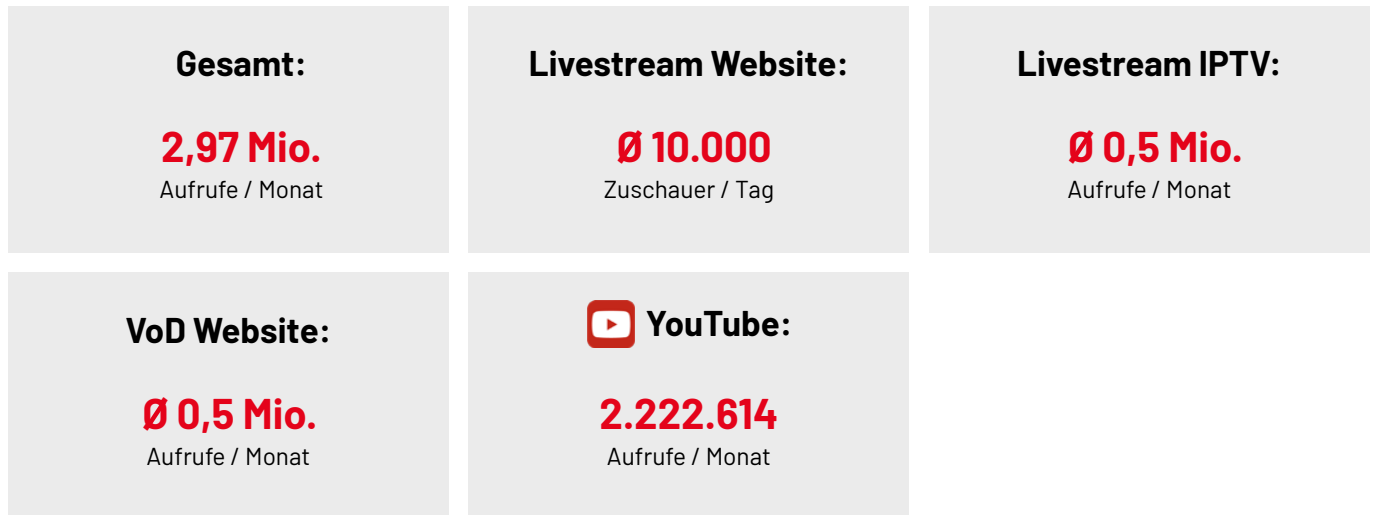 Gesamt:
2,97 Mio.
Aufrufe / Monat
Livestream Website:
Ø 10.000
Zuschauer / Tag
Livestream IPTV:
Ø 0,5 Mio.
Aufrufe / Monat
VoD Website:
Ø 0,5 Mio.
Aufrufe / Monat
YouTube:
2.222.614
Aufrufe / Monat